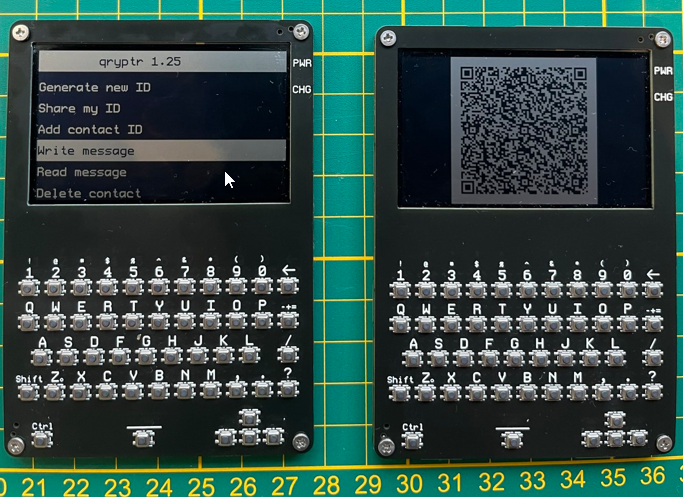 qryptr 1.25
PWR
CHG
Generate new ID
Share my ID
Add contact ID
Write message
Read message
Delete contact
! @ $ % ^ & * ( )
1 2 3 4 5 6 7 8 9 0 ←
Q W E R T Y U I O P -+=
A S D F G H J K L /
Shift Z X C V B N M , . ?
Ctrl
PWR
CHG
! @ $ % ^ & * ( )
1 2 3 4 5 6 7 8 9 0 ←
Q W E R T Y U I O P -+=
A S D F G H J K L /
Shift Z X C V B N M , . ?
Ctrl
20 21 22 23 24 25 26 27 28 29 30 31 32 33 34 35 36